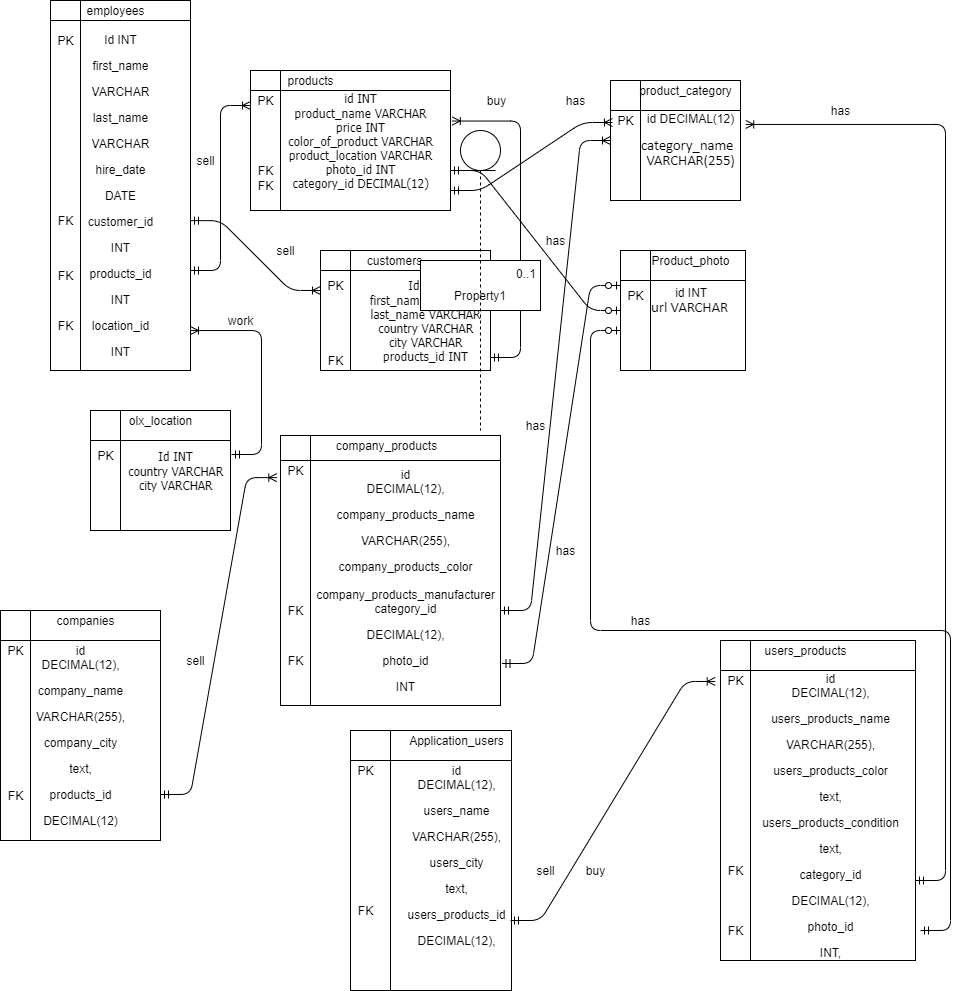 employees
PK
Id INT
first_name
VARCHAR
last_name
VARCHAR
hire_date
DATE
FK
customer_id
INT
FK
products_id
INT
FK
location_id
INT
sell
products
PK
id INT
product_name VARCHAR
price INT
color_of_product VARCHAR
product_location VARCHAR
FK
photo_id INT
FK
category_id DECIMAL(12)
buy
has
product_category
PK
id DECIMAL(12)
category_name
VARCHAR(255)
has
sell
customers
PK
Id
first_nam
last_name VARCHAR
country VARCHAR
city VARCHAR
FK
products_id INT
0..1
Property1
has
Product_photo
PK
id INT
url VARCHAR
work
olx_location
PK
Id INT
country VARCHAR
city VARCHAR
company_products
PK
id
DECIMAL(12),
company_products_name
VARCHAR(255),
company_products_color
company_products_manufacturer
FK
category_id
DECIMAL(12),
FK
photo_id
INT
has
has
has
companies
PK
id
DECIMAL(12),
company_name
VARCHAR(255),
company_city
text,
FK
products_id
DECIMAL(12)
sell
Application_users
PK
id
DECIMAL(12),
users_name
VARCHAR(255),
users_city
text,
FK
users_products_id
DECIMAL(12),
sell
buy
users_products
PK
id
DECIMAL(12),
users_products_name
VARCHAR(255),
users_products_color
text,
users_products_condition
text,
FK
category_id
DECIMAL(12),
FK
photo_id
INT,